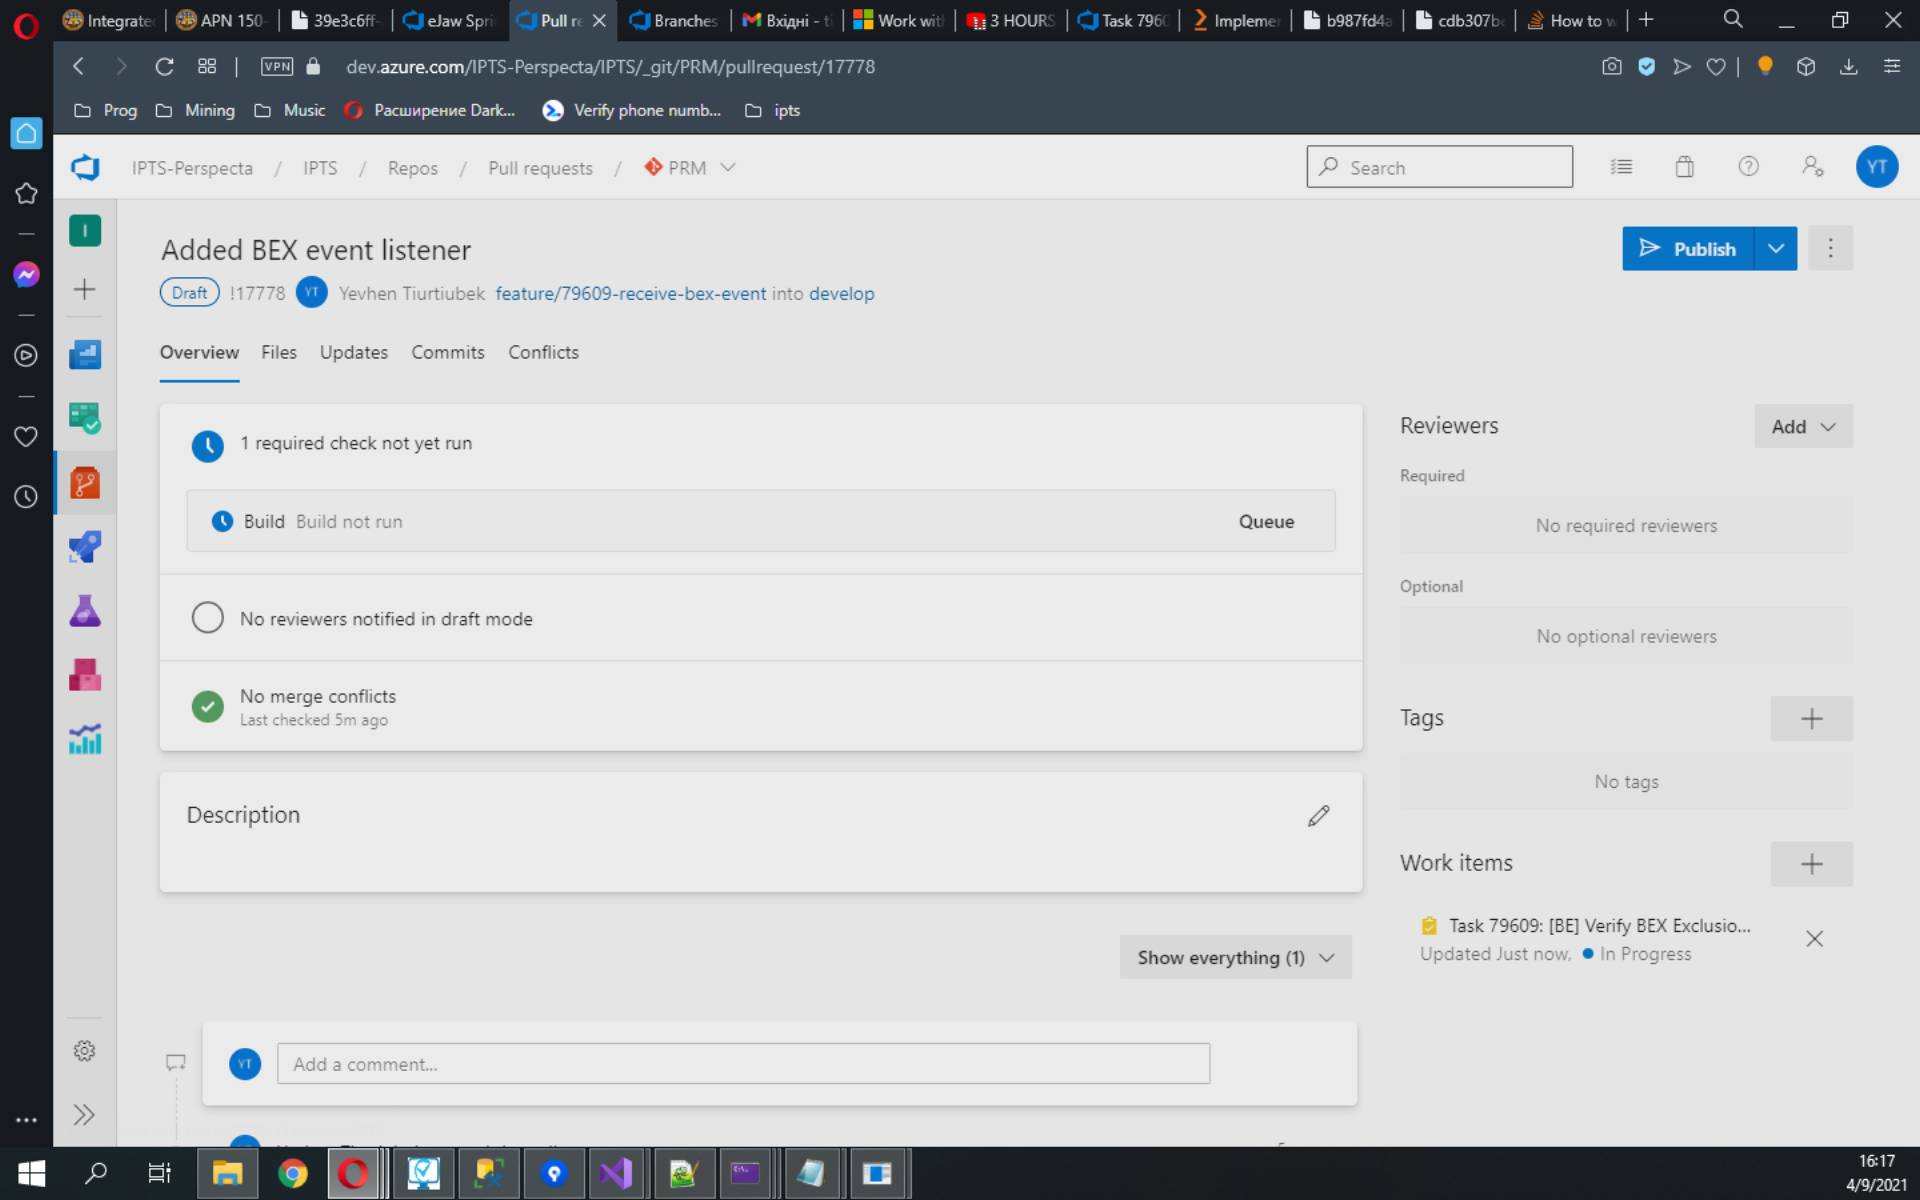 Integrate
APN 150-
39e3c6ff-
eJaw Spri
Pull re
Branches
Вхідні - ti
Work with
3 HOURS
Task 7960
Implemen
b987fd4a
cdb307b
How to w
VPN
dev.azure.com/IPTS-Perspecta/IPTS/_git/PRM/pullrequest/17778
Prog
Mining
Music
Расширение Dark...
Verify phone numb...
ipts
IPTS-Perspecta / IPTS / Repos / Pull requests / PRM
Search
YT
I
Added BEX event listener
Publish
Draft !17778 YT Yevhen Tiurtiubek feature/79609-receive-bex-event into develop
Overview Files Updates Commits Conflicts
1 required check not yet run
Build Build not run
Queue
No reviewers notified in draft mode
No merge conflicts
Last checked 5m ago
Description
Show everything (1)
YT
Add a comment...
Reviewers
Add
Required
No required reviewers
Optional
No optional reviewers
Tags
No tags
Work items
Task 79609: [BE] Verify BEX Exclusio...
Updated Just now, In Progress
16:17
4/9/2021